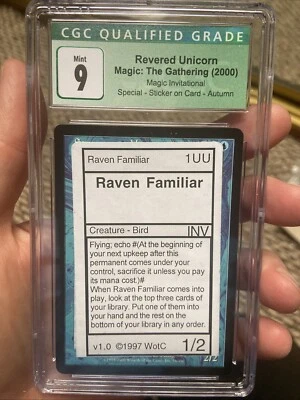 CGC QUALIFIED GRADE
Mint
9
Revered Unicorn
Magic: The Gathering (2000)
Magic Invitational
Special - Sticker on Card - Autumn
Raven Familiar 1UU
Raven Familiar
Creature - Bird INV
Flying; echo #(At the beginning of
your next upkeep after this
permanent comes under your
control, sacrifice it unless you pay
its mana cost.)#
When Raven Familiar comes into
play, look at the top three cards of
your library. Put one of them into
your hand and the rest on the
bottom of your library in any order.
v1.0 ©1997 WotC 1/2
2/2